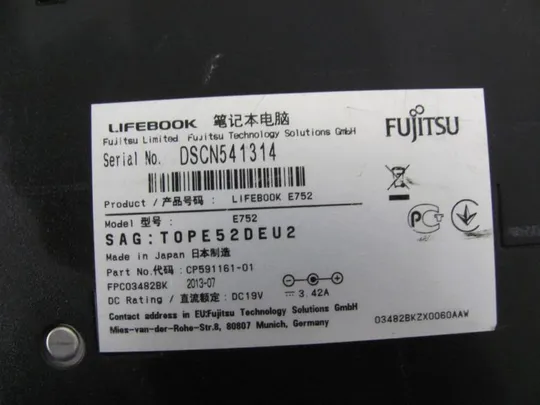 LIFEBOOK 笔记本电脑
FUJITSU
Fujitsu Limited Fujitsu Technology Solutions GmbH
Serial No. DSCN541314
Product / 产品号码 : LIFEBOOK E752
Model 型号 : E752
SAG: TOPE52DEU2
Made in Japan 日本制造
Part No.代码 : CP591161-01
FPC03482BK 2013-07
DC Rating / 直流额定 : DC19V 3.42A
Contact address in EU:Fujitsu Technology Solutions GmbH
Mies-van-der-Rohe-Str.8, 80807 Munich, Germany
03482BKZX0060AAW